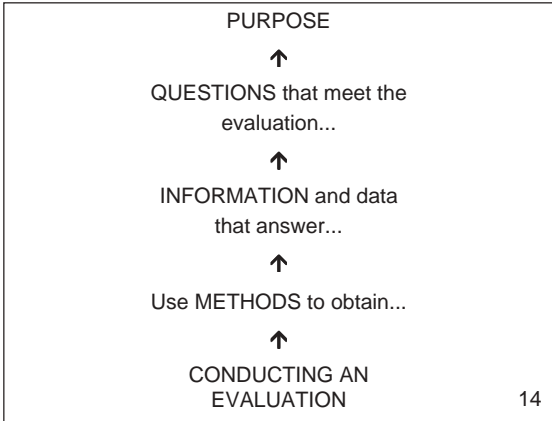 PURPOSE
↑
QUESTIONS that meet the
evaluation...
↑
INFORMATION and data
that answer...
↑
Use METHODS to obtain...
↑
CONDUCTING AN
EVALUATION
14